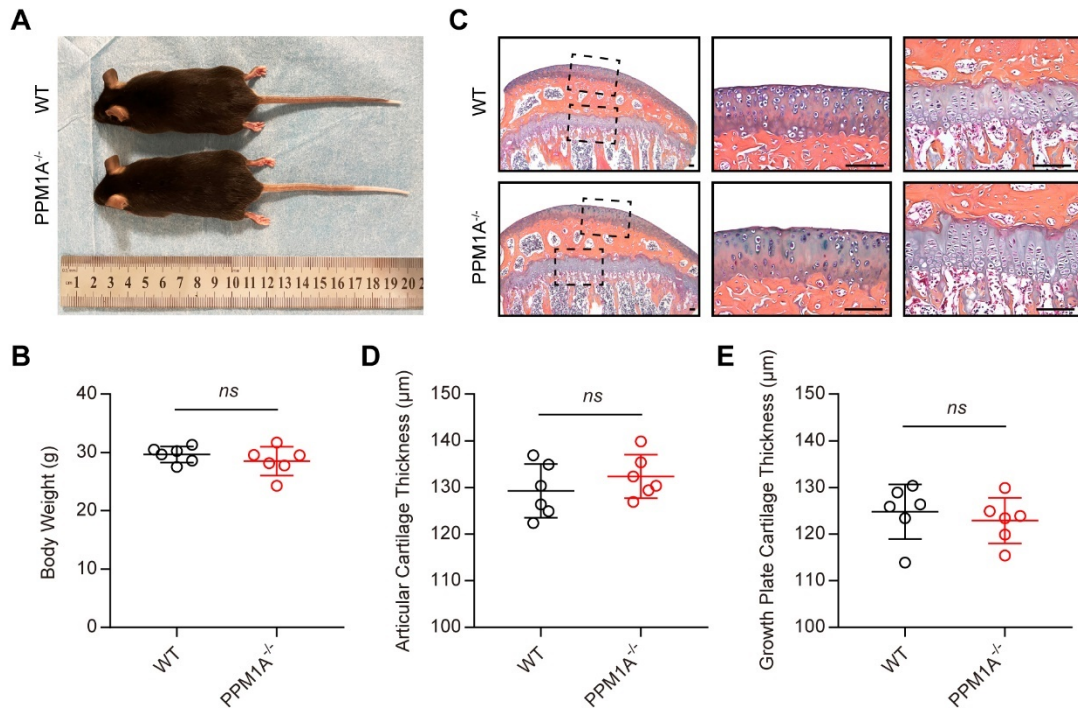 A
WT
PPM1A-/-
cm 1 2 3 4 5 6 7 8 9 10 11 12 13 14 15 16 17 18 19 20
C
WT
PPM1A-/-
B
Body Weight (g)
40
30
20
10
0
ns
WT
PPM1A-/-
D
Articular Cartilage Thickness (μm)
150
140
130
120
110
100
ns
WT
PPM1A-/-
E
Growth Plate Cartilage Thickness (μm)
150
140
130
120
110
100
ns
WT
PPM1A-/-